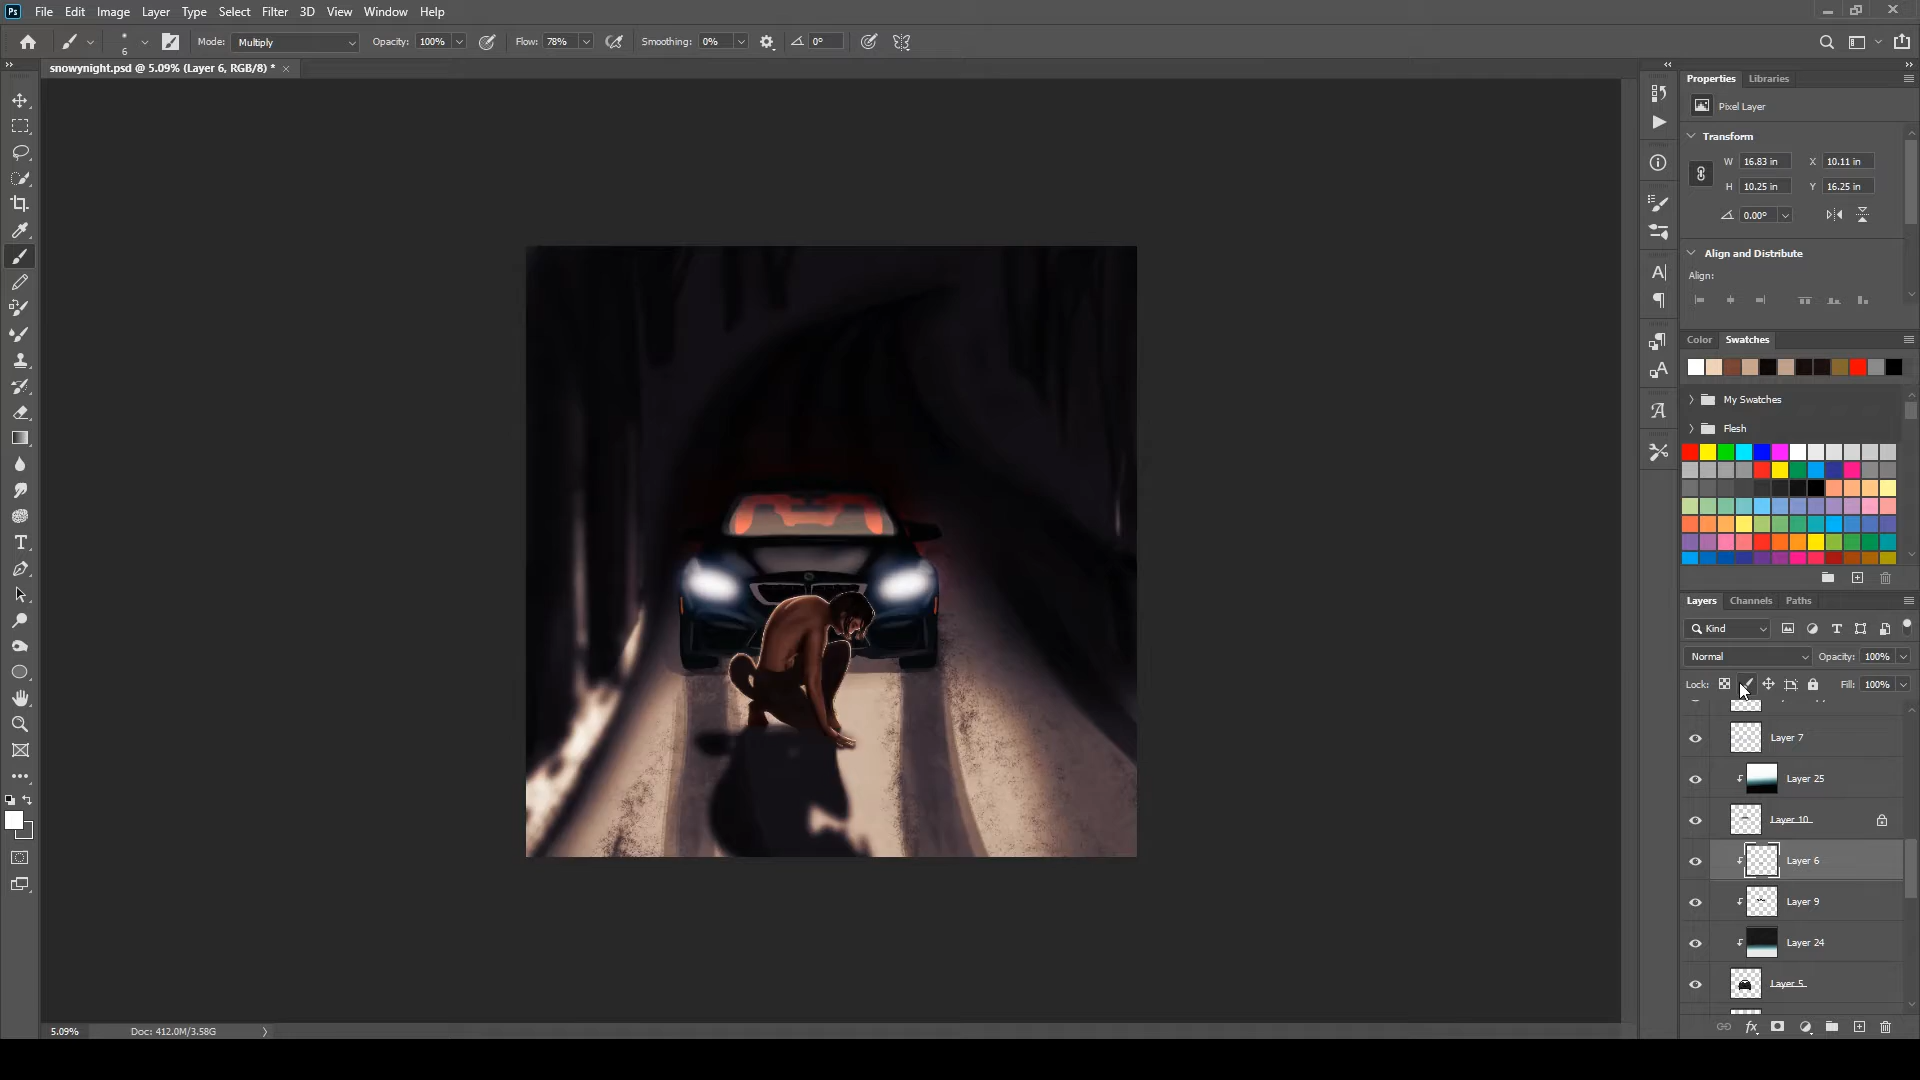 Ps File Edit Image Layer Type Select Filter 3D View Window Help
6 Mode: Multiply Opacity: 100% Flow: 78% Smoothing: 0% 0°
snowynight.psd @ 5.09% (Layer 6, RGB/8) * ×
Properties Libraries
Pixel Layer
Transform
W 16.83 in X 10.11 in
H 10.25 in Y 16.25 in
0.00°
Align and Distribute
Align:
Color Swatches
My Swatches
Flesh
Layers Channels Paths
Kind
Normal Opacity: 100%
Lock: Fill: 100%
Layer 7
Layer 25
Layer 10
Layer 6
Layer 9
Layer 24
Layer 5
5.09% Doc: 412.0M/3.58G